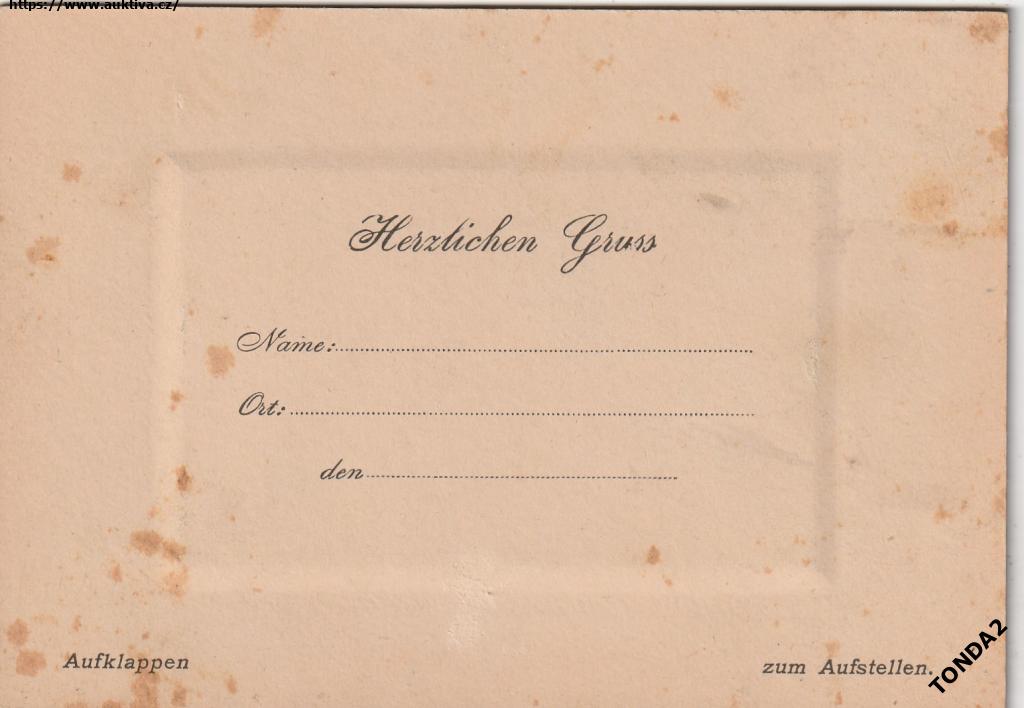 https://www.auktiva.cz/
Herzlichen Gruss
Name:
Ort:
den
Aufklappen zum Aufstellen.
TONDA2